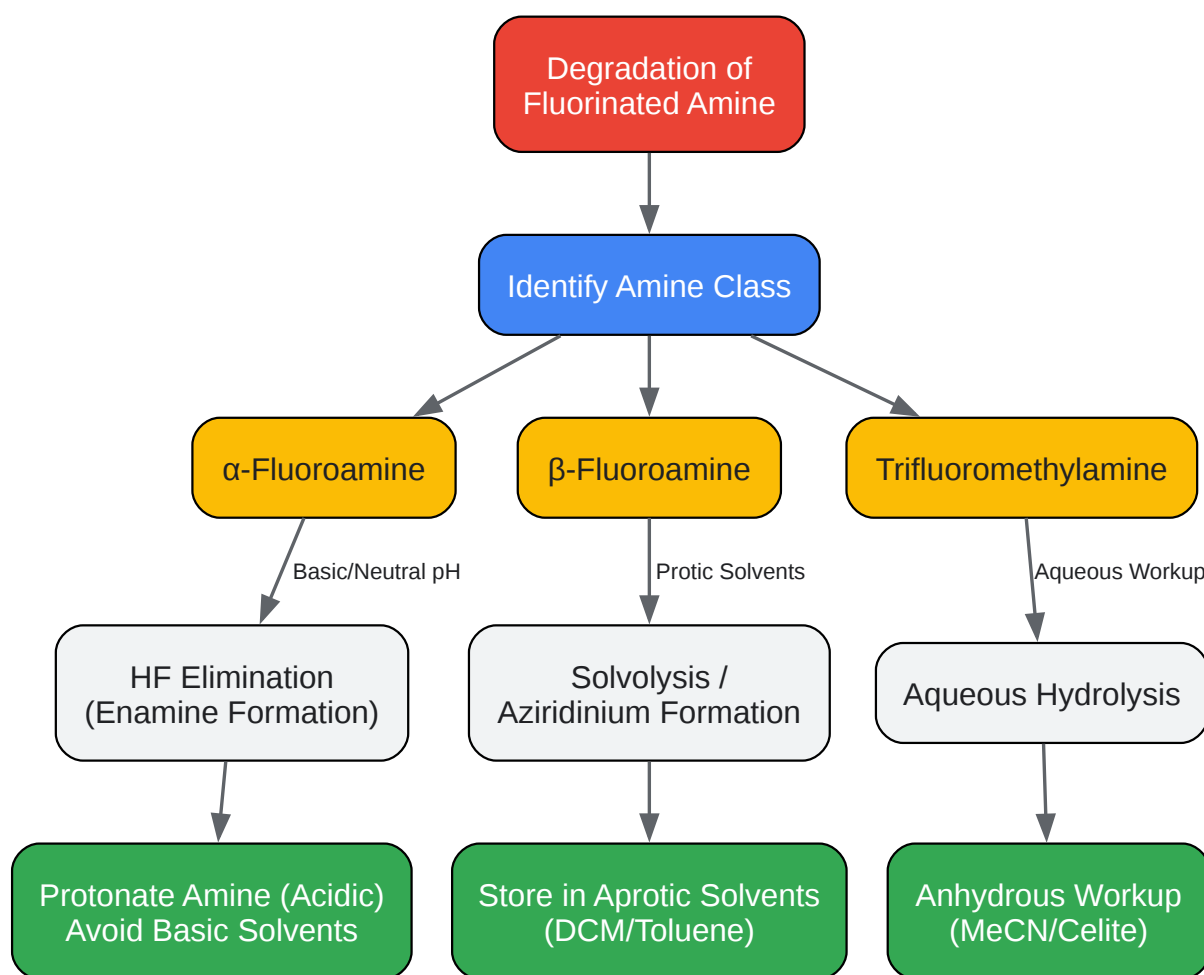 Degradation of
Fluorinated Amine
Identify Amine Class
α-Fluoroamine
β-Fluoroamine
Trifluoromethylamine
Basic/Neutral pH
Protic Solvents
Aqueous Workup
HF Elimination
(Enamine Formation)
Solvolysis /
Aziridinium Formation
Aqueous Hydrolysis
Protonate Amine (Acidic)
Avoid Basic Solvents
Store in Aprotic Solvents
(DCM/Toluene)
Anhydrous Workup
(MeCN/Celite)